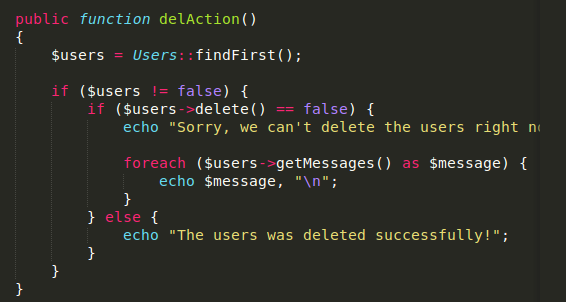 public function delAction()
{
$users = Users::findFirst();
if ($users != false) {
if ($users->delete() == false) {
echo "Sorry, we can't delete the users right
foreach ($users->getMessages() as $message) {
echo $message, "\n";
}
} else {
echo "The users was deleted successfully!";
}
}
}